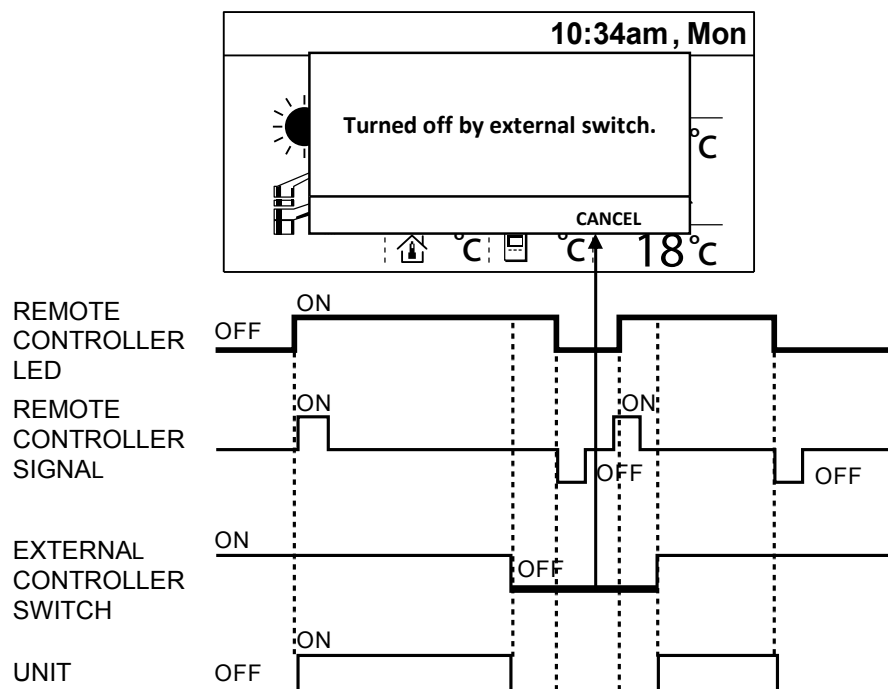 10:34am, Mon
Turned off by external switch.
°C
CANCEL
°C °C 18°C
ON
REMOTE
CONTROLLER OFF
LED
REMOTE ON ON
CONTROLLER
SIGNAL OFF OFF
ON
EXTERNAL OFF
CONTROLLER
SWITCH
ON
UNIT OFF